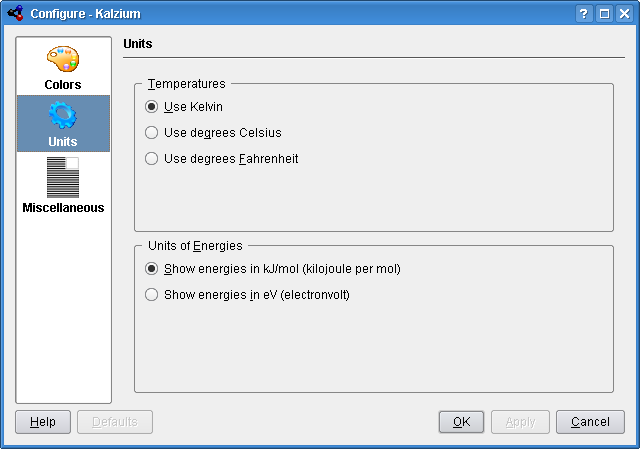 Configure - Kalzium
Colors
Units
Miscellaneous
Units
Temperatures
Use Kelvin
Use degrees Celsius
Use degrees Fahrenheit
Units of Energies
Show energies in kJ/mol (kilojoule per mol)
Show energies in eV (electronvolt)
Help Defaults OK Apply Cancel